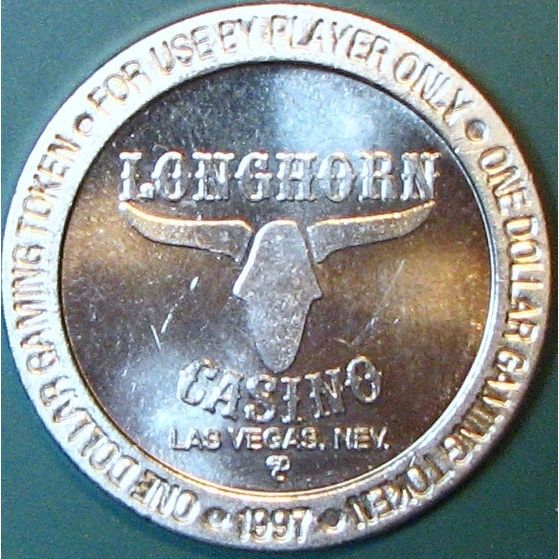 FOR USE BY PLAYER ONLY • ONE DOLLAR GAMING TOKEN • 1997 • ONE DOLLAR GAMING TOKEN •
LONGHORN
CASINO
LAS VEGAS, NEV.